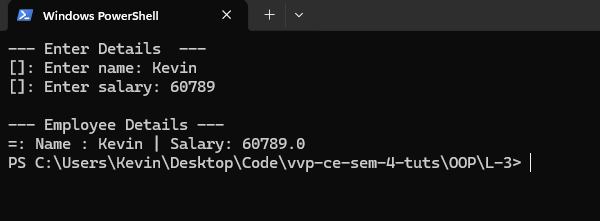 Windows PowerShell
--- Enter Details  ---
[]: Enter name: Kevin
[]: Enter salary: 60789
--- Employee Details ---
=: Name : Kevin | Salary: 60789.0
PS C:\Users\Kevin\Desktop\Code\vvp-ce-sem-4-tuts\OOP\L-3>